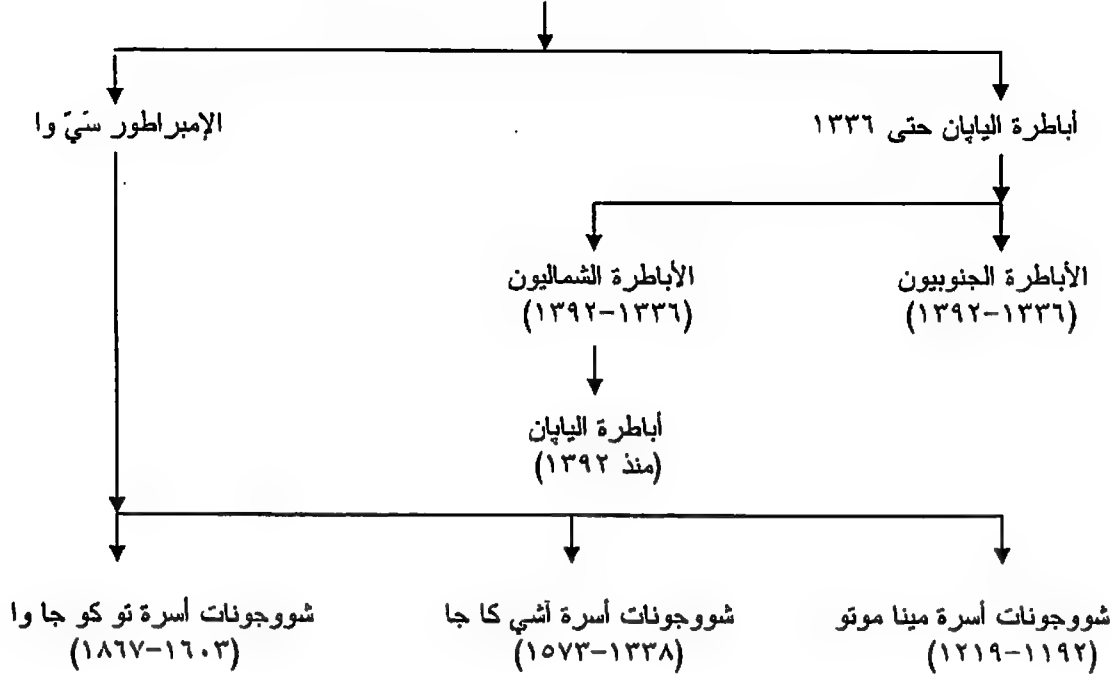 أباطرة اليابان حتى ١٣٣٦
الإمبراطور سَيّ وا
الأباطرة الجنوبيون
(١٣٣٦-١٣٩٢)
الأباطرة الشماليون
(١٣٣٦-١٣٩٢)
أباطرة اليابان
(منذ ١٣٩٢)
شووجونات أسرة مينا موتو
(١١٩٢-١٢١٩)
شووجونات أسرة آشي كا جا
(١٣٣٨-١٥٧٣)
شووجونات أسرة تو كو جا وا
(١٦٠٣-١٨٦٧)